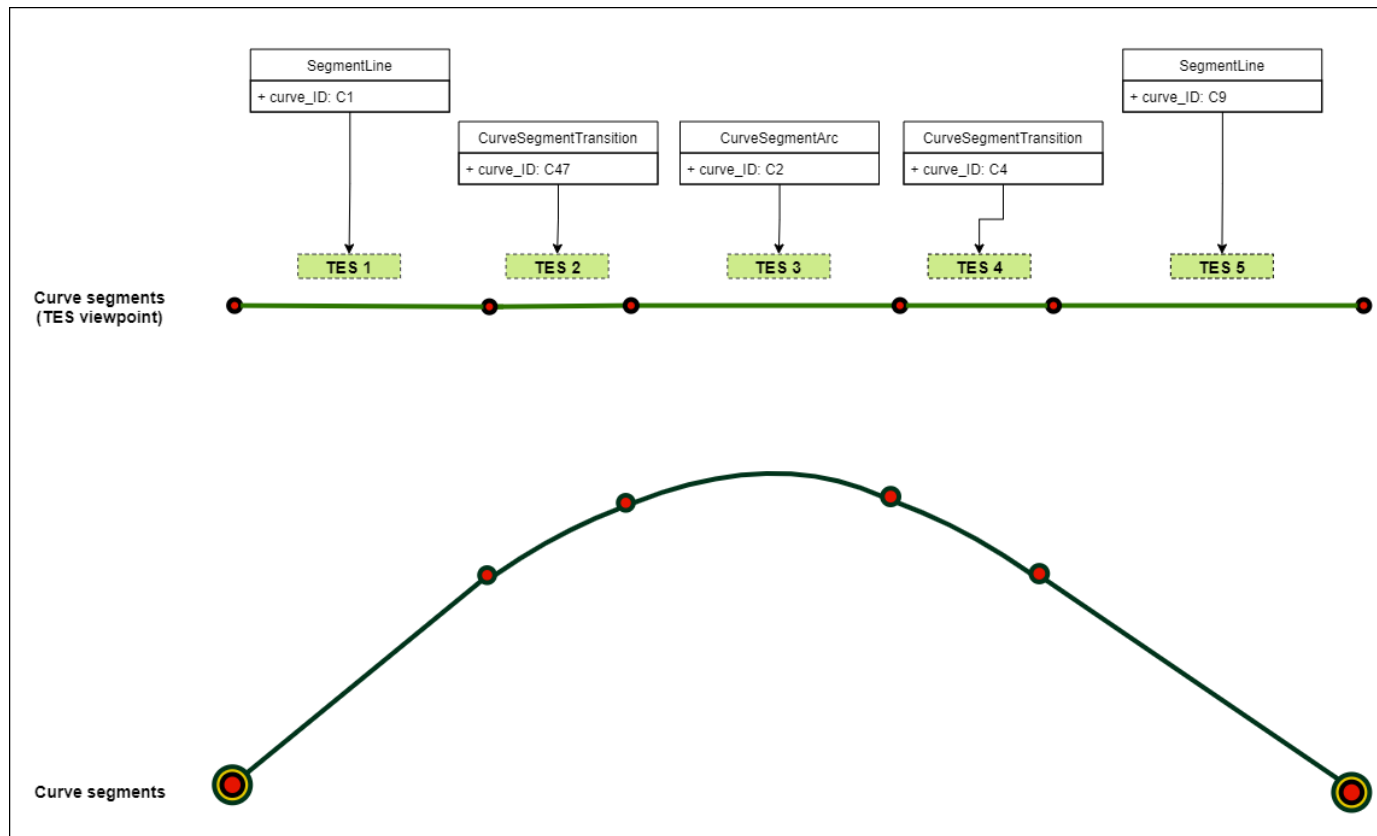 SegmentLine
+ curve_ID: C1
SegmentLine
+ curve_ID: C9
CurveSegmentTransition
+ curve_ID: C47
CurveSegmentArc
+ curve_ID: C2
CurveSegmentTransition
+ curve_ID: C4
TES 1
TES 2
TES 3
TES 4
TES 5
Curve segments
(TES viewpoint)
Curve segments